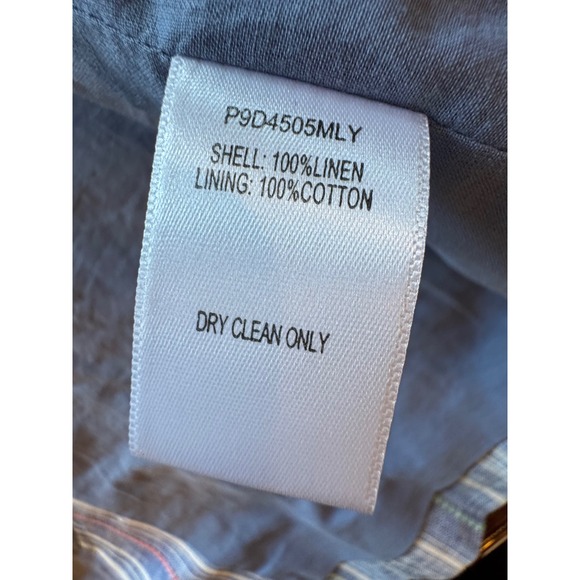 P9D4505MLY
SHELL: 100%LINEN
LINING: 100%COTTON
DRY CLEAN ONLY